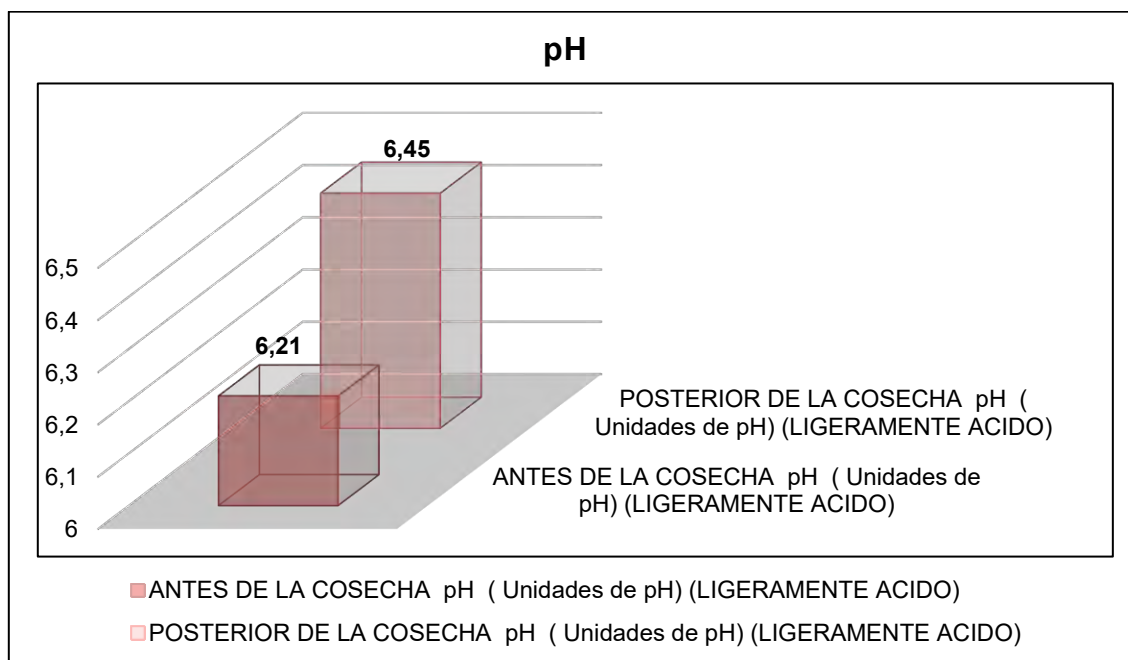 pH
6,45
6,5
6,4
6,3
6,21
6,2
6,1
6
POSTERIOR DE LA COSECHA pH (
Unidades de pH) (LIGERAMENTE ACIDO)
ANTES DE LA COSECHA pH ( Unidades de
pH) (LIGERAMENTE ACIDO)
ANTES DE LA COSECHA pH ( Unidades de pH) (LIGERAMENTE ACIDO)
POSTERIOR DE LA COSECHA pH ( Unidades de pH) (LIGERAMENTE ACIDO)